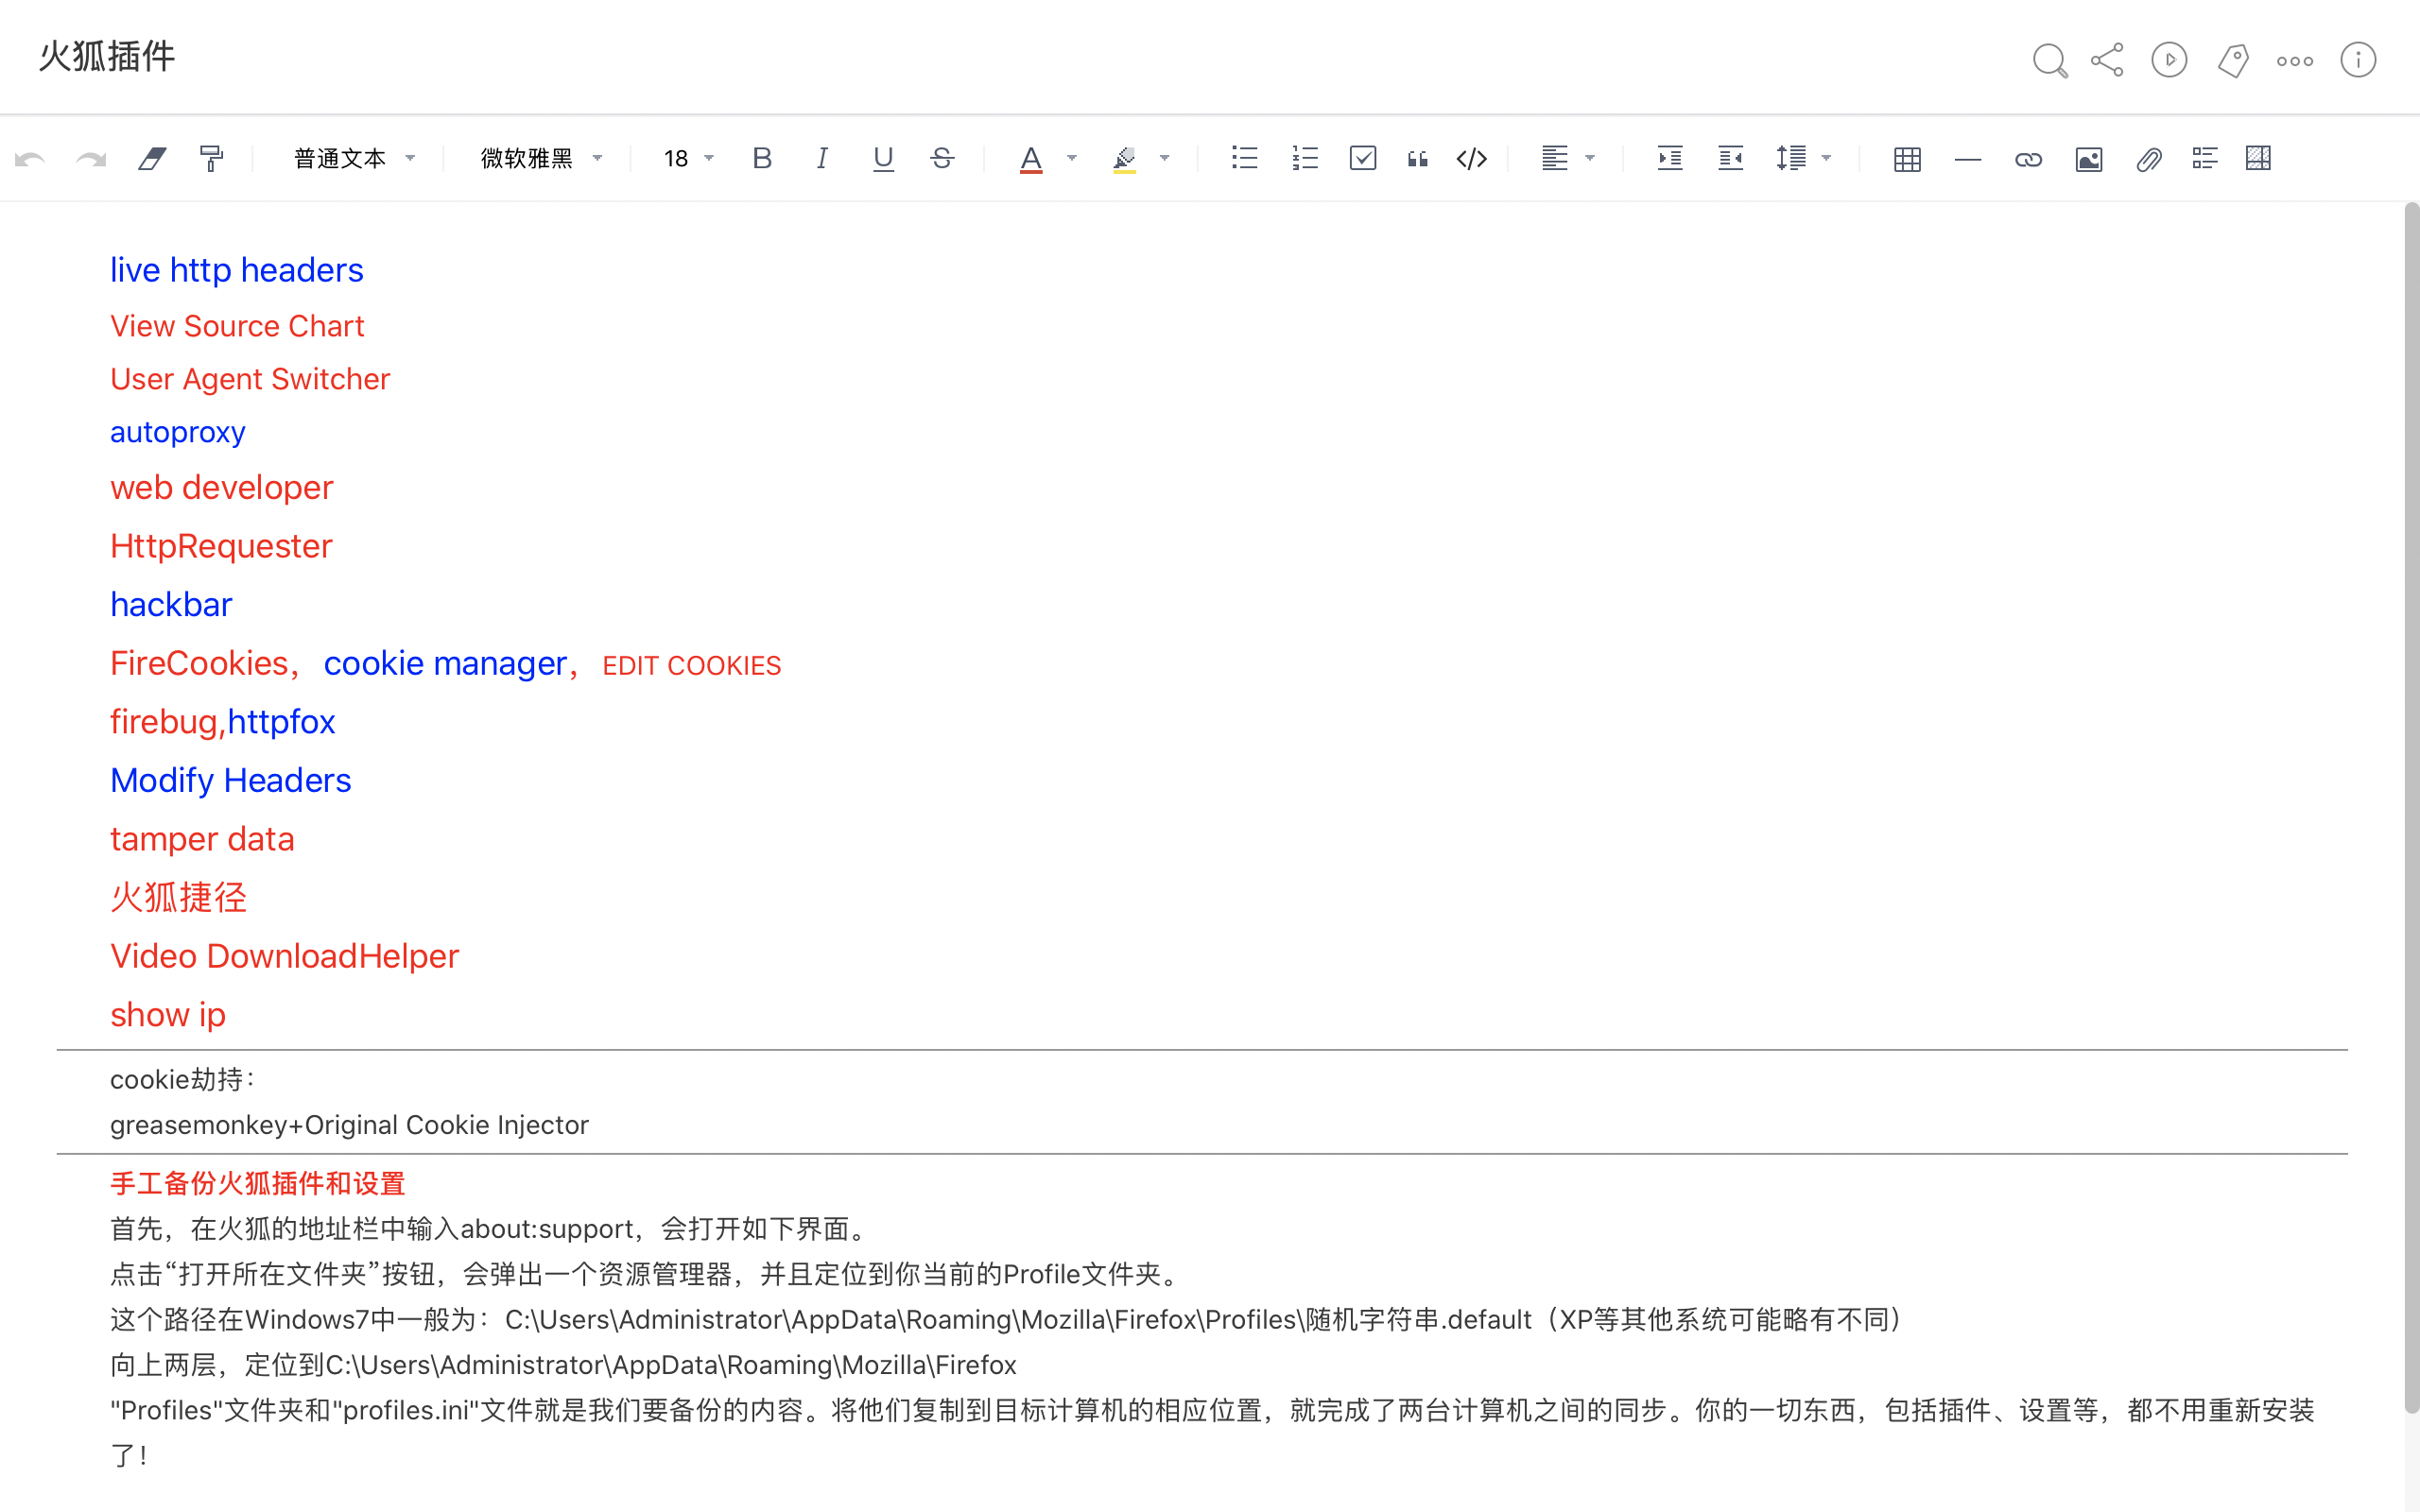 火狐插件
普通文本 微软雅黑 18 B I U S A
live http headers
View Source Chart
User Agent Switcher
autoproxy
web developer
HttpRequester
hackbar
FireCookies，cookie manager，EDIT COOKIES
firebug,httpfox
Modify Headers
tamper data
火狐捷径
Video DownloadHelper
show ip
cookie劫持：
greasemonkey+Original Cookie Injector
手工备份火狐插件和设置
首先，在火狐的地址栏中输入about:support，会打开如下界面。
点击“打开所在文件夹”按钮，会弹出一个资源管理器，并且定位到你当前的Profile文件夹。
这个路径在Windows7中一般为：C:\Users\Administrator\AppData\Roaming\Mozilla\Firefox\Profiles\随机字符串.default（XP等其他系统可能略有不同）
向上两层，定位到C:\Users\Administrator\AppData\Roaming\Mozilla\Firefox
"Profiles"文件夹和"profiles.ini"文件就是我们要备份的内容。将他们复制到目标计算机的相应位置，就完成了两台计算机之间的同步。你的一切东西，包括插件、设置等，都不用重新安装
了！